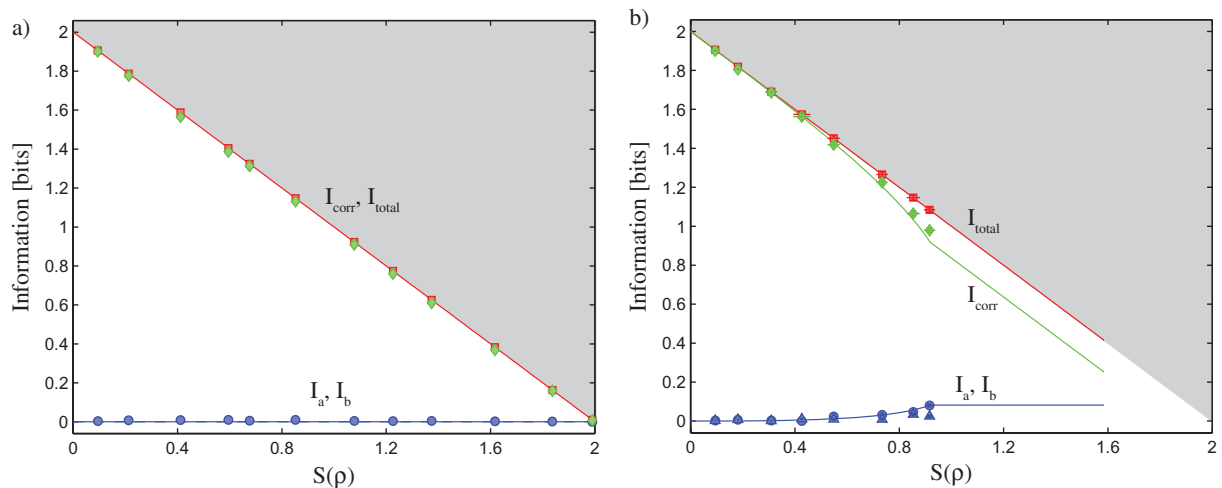 a)
2
1.8
1.6
1.4
1.2
1
0.8
0.6
0.4
0.2
0
Information [bits]
I_corr, I_total
I_a, I_b
0 0.4 0.8 1.2 1.6 2
S(ρ)
b)
2
1.8
1.6
1.4
1.2
1
0.8
0.6
0.4
0.2
0
Information [bits]
I_total
I_corr
I_a, I_b
0 0.4 0.8 1.2 1.6 2
S(ρ)